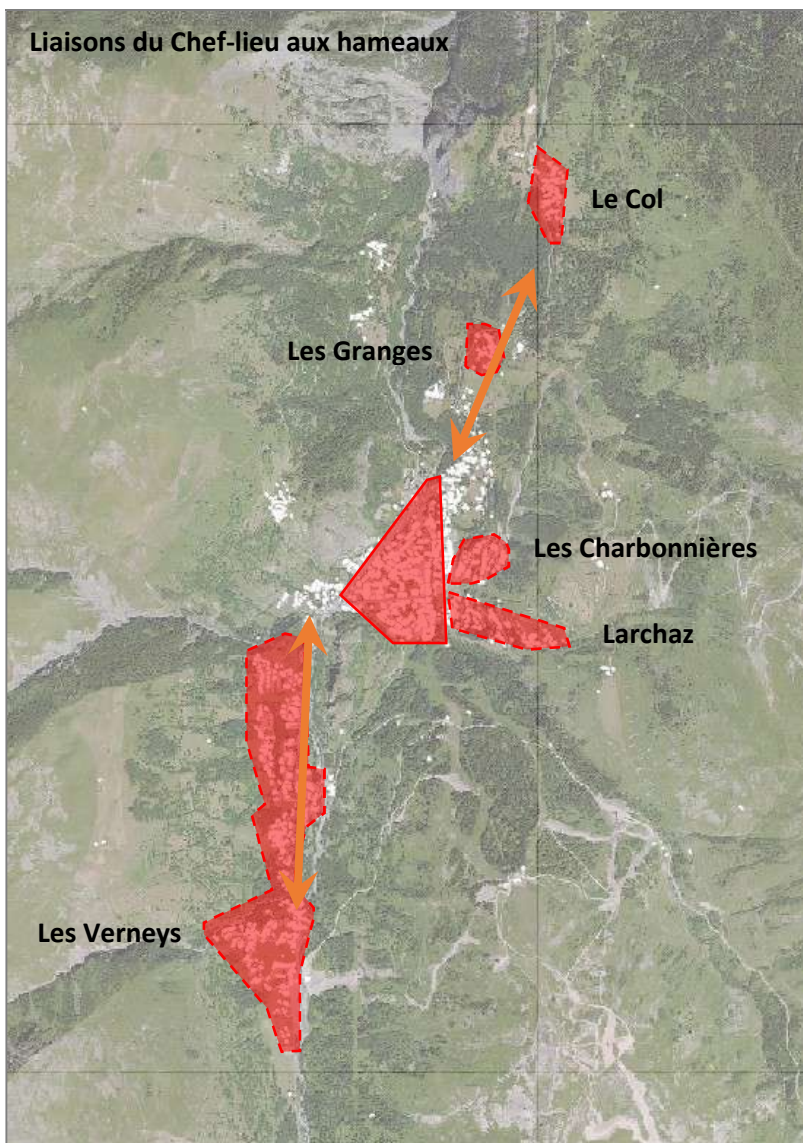 Liaisons du Chef-lieu aux hameaux
Le Col
Les Granges
Les Charbonnières
Larchaz
Les Verneys